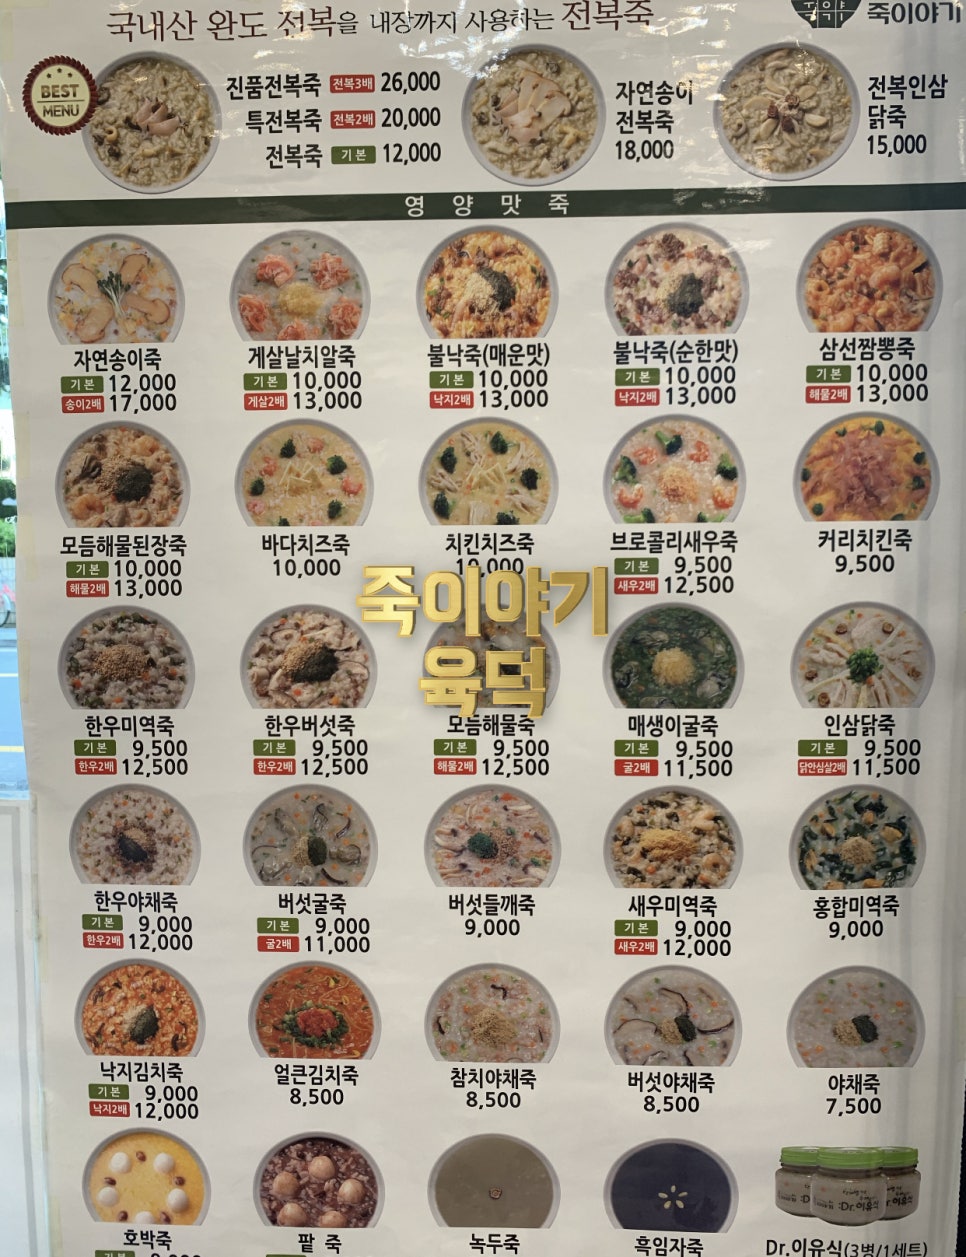 국내산 완도 전복을 내장까지 사용하는 전복죽
죽이야기
BEST
MENU
진품전복죽 전복3배 26,000
특전복죽 전복2배 20,000
전복죽 기본 12,000
자연송이
전복죽
18,000
전복인삼
닭죽
15,000
영양맛죽
자연송이죽
기본 12,000
송이2배 17,000
게살날치알죽
기본 10,000
게살2배 13,000
불낙죽(매운맛)
기본 10,000
낙지2배 13,000
불낙죽(순한맛)
기본 10,000
낙지2배 13,000
삼선짬뽕죽
기본 10,000
해물2배 13,000
모듬해물된장죽
기본 10,000
해물2배 13,000
바다치즈죽
10,000
치킨치즈죽
10,000
브로콜리새우죽
기본 9,500
새우2배 12,500
커리치킨죽
9,500
죽이야기
육덕
한우미역죽
기본 9,500
한우2배 12,500
한우버섯죽
기본 9,500
한우2배 12,500
모듬해물죽
기본 9,500
해물2배 12,500
매생이굴죽
기본 9,500
굴2배 11,500
인삼닭죽
기본 9,500
닭안심살2배 11,500
한우야채죽
기본 9,000
한우2배 12,000
버섯굴죽
기본 9,000
굴2배 11,000
버섯들깨죽
9,000
새우미역죽
기본 9,000
새우2배 12,000
홍합미역죽
9,000
낙지김치죽
기본 9,000
낙지2배 12,000
얼큰김치죽
8,500
참치야채죽
8,500
버섯야채죽
8,500
야채죽
7,500
호박죽
팥죽
녹두죽
흑임자죽
:Dr.이유식
Dr.이유식(3병/1세트)